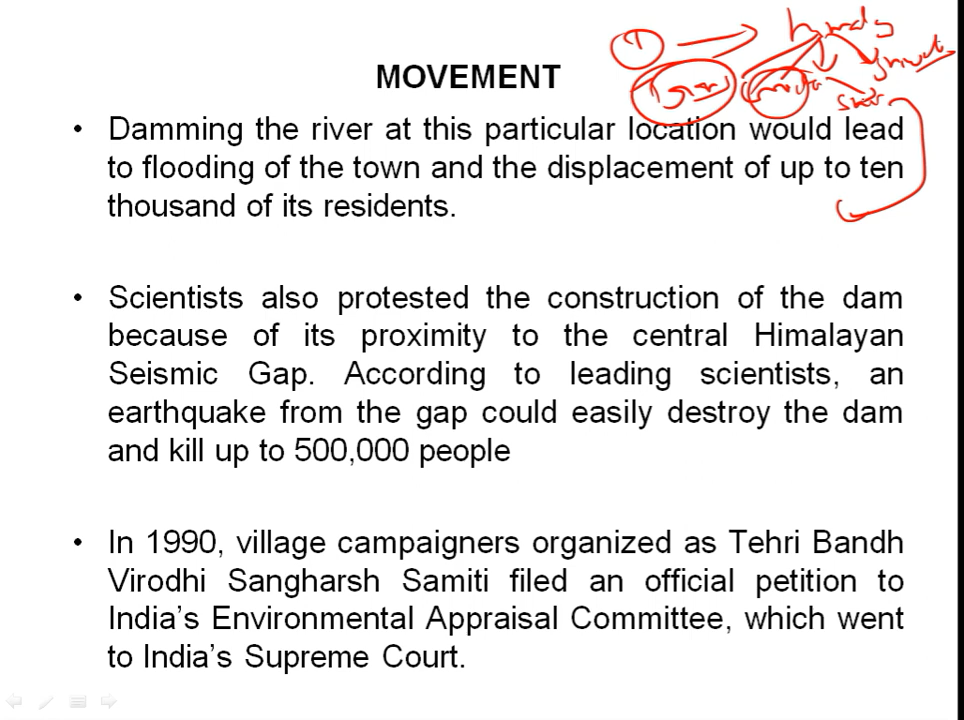 MOVEMENT
• Damming the river at this particular location would lead
to flooding of the town and the displacement of up to ten
thousand of its residents.
• Scientists also protested the construction of the dam
because of its proximity to the central Himalayan
Seismic Gap. According to leading scientists, an
earthquake from the gap could easily destroy the dam
and kill up to 500,000 people
• In 1990, village campaigners organized as Tehri Bandh
Virodhi Sangharsh Samiti filed an official petition to
India’s Environmental Appraisal Committee, which went
to India’s Supreme Court.